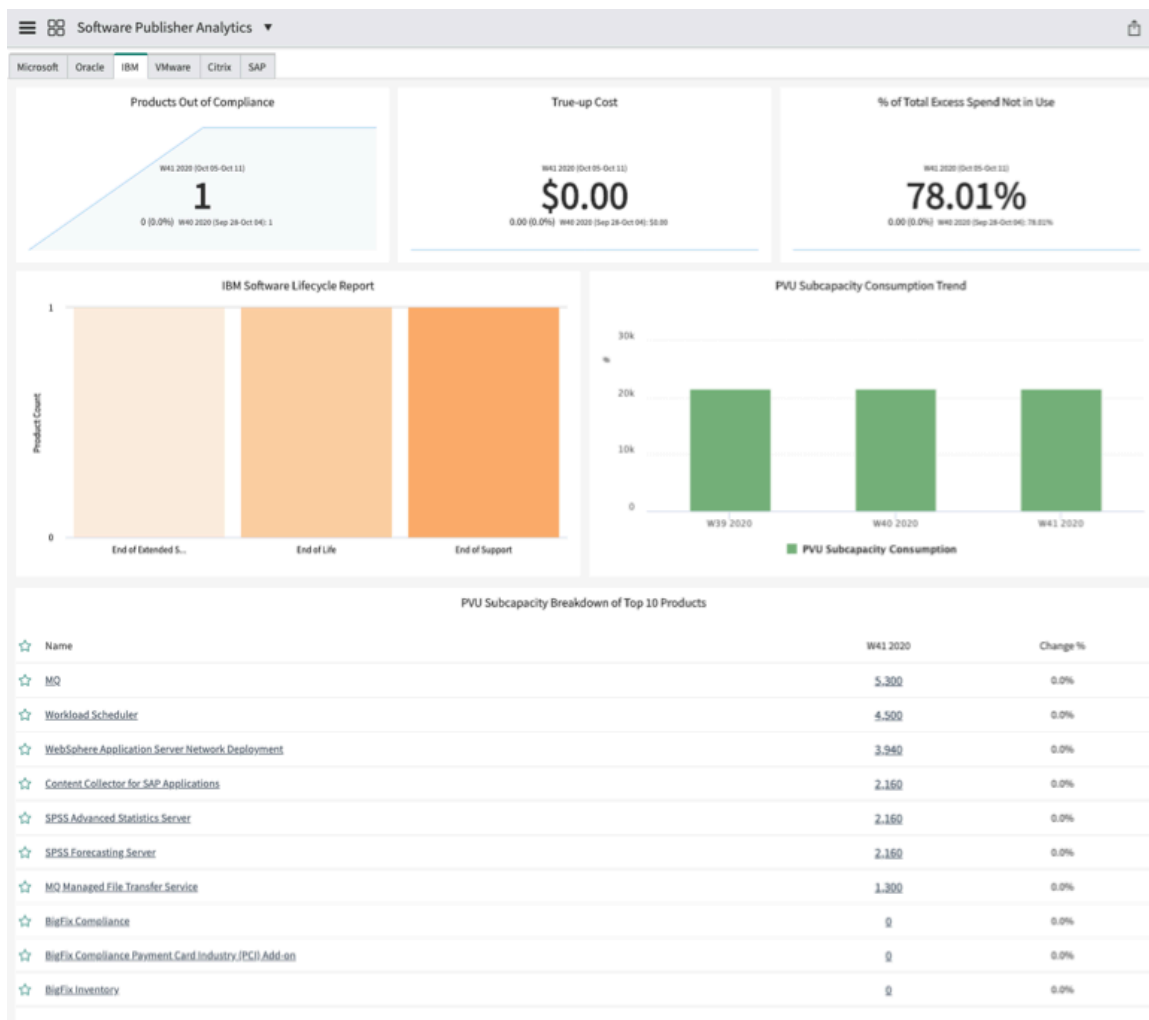 Software Publisher Analytics ▼
Microsoft Oracle IBM VMware Citrix SAP
Products Out of Compliance
W41 2020 (Oct 05-Oct 11)
1
0 (0.0%) W40 2020 (Sep 28-Oct 04): 1
True-up Cost
W41 2020 (Oct 05-Oct 11)
$0.00
0.00 (0.0%) W40 2020 (Sep 28-Oct 04): $0.00
% of Total Excess Spend Not in Use
W41 2020 (Oct 05-Oct 11)
78.01%
0.00 (0.0%) W40 2020 (Sep 28-Oct 04): 78.01%
IBM Software Lifecycle Report
1
Product Count
0
End of Extended S... End of Life End of Support
PVU Subcapacity Consumption Trend
30k
%
20k
10k
0
W39 2020 W40 2020 W41 2020
PVU Subcapacity Consumption
PVU Subcapacity Breakdown of Top 10 Products
Name W41 2020 Change %
MQ 5,300 0.0%
Workload Scheduler 4,500 0.0%
WebSphere Application Server Network Deployment 3,940 0.0%
Content Collector for SAP Applications 2,160 0.0%
SPSS Advanced Statistics Server 2,160 0.0%
SPSS Forecasting Server 2,160 0.0%
MQ Managed File Transfer Service 1,300 0.0%
BigFix Compliance 0 0.0%
BigFix Compliance Payment Card Industry (PCI) Add-on 0 0.0%
BigFix Inventory 0 0.0%